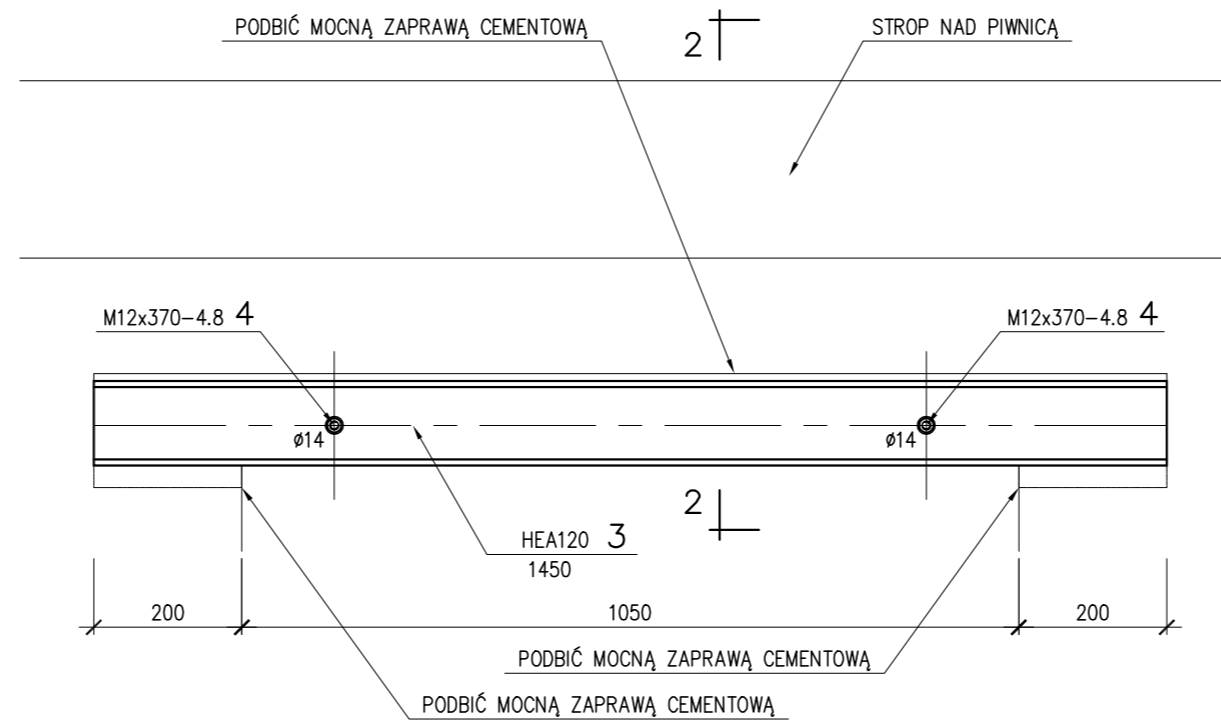 PODBIĆ MOCNĄ ZAPRAWĄ CEMENTOWĄ
2
STROP NAD PIWNICĄ
M12x370-4.8 4
M12x370-4.8 4
ø14
ø14
2
HEA120 3
1450
200
1050
200
PODBIĆ MOCNĄ ZAPRAWĄ CEMENTOWĄ
PODBIĆ MOCNĄ ZAPRAWĄ CEMENTOWĄ